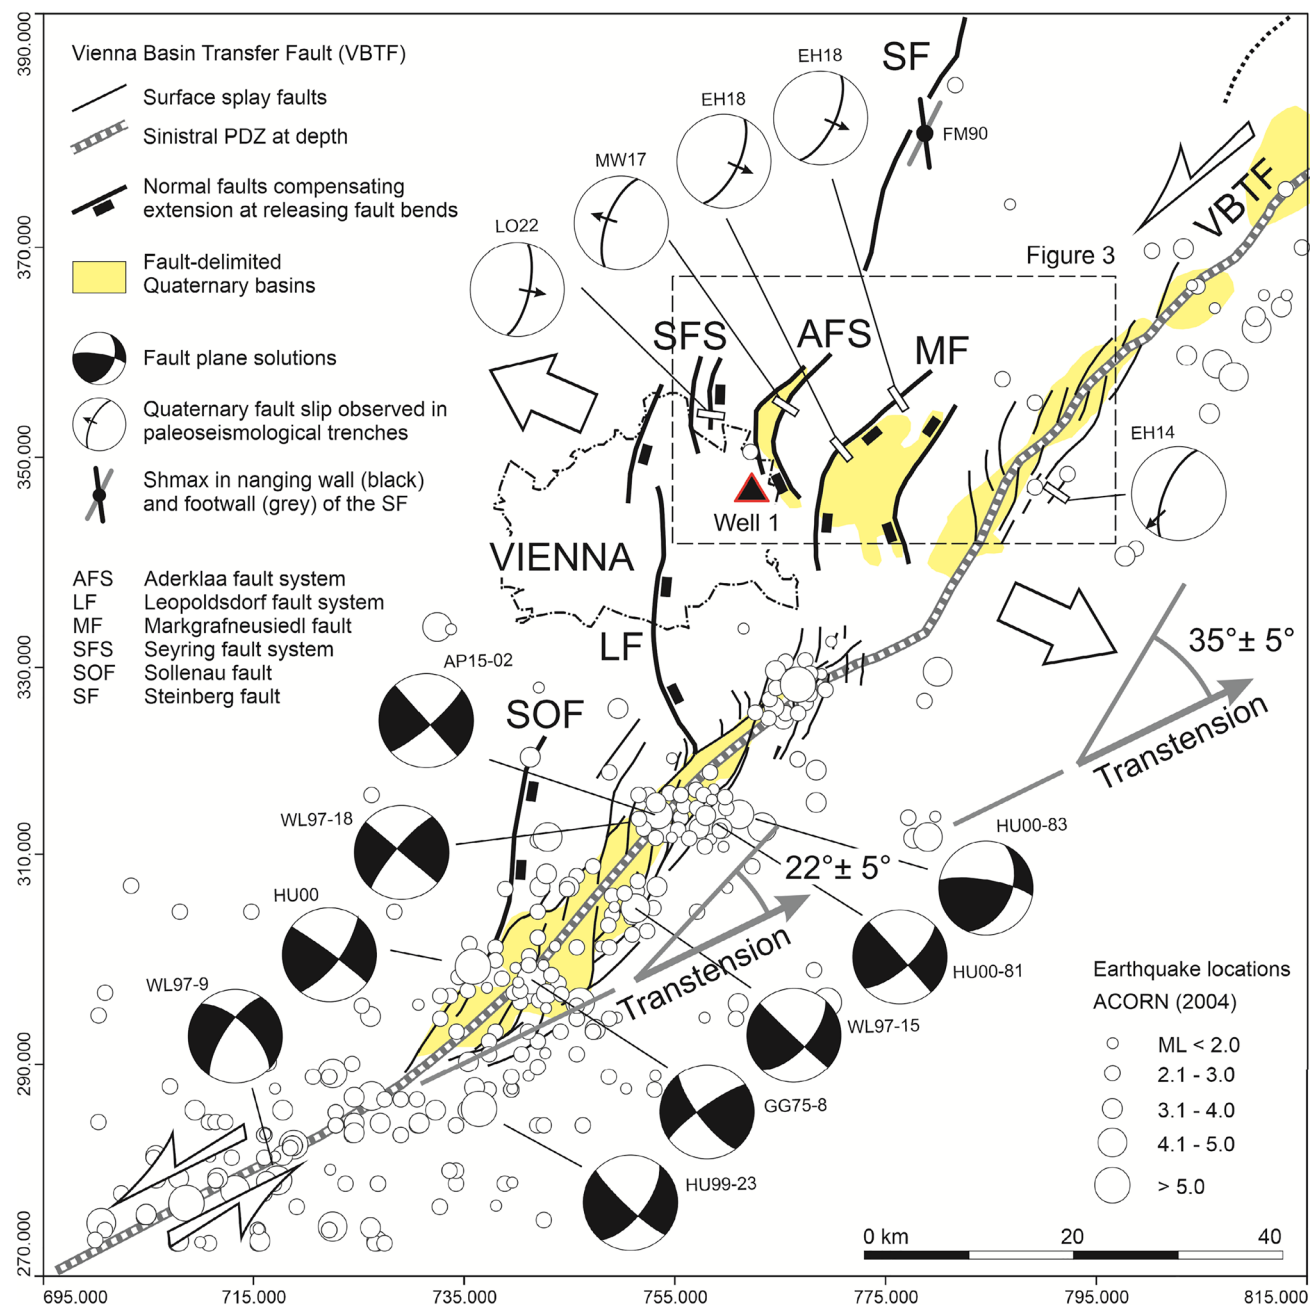 Vienna Basin Transfer Fault (VBTF)
Surface splay faults
Sinistral PDZ at depth
Normal faults compensating
extension at releasing fault bends
Fault-delimited
Quaternary basins
Fault plane solutions
Quaternary fault slip observed in
paleoseismological trenches
Shmax in nanging wall (black)
and footwall (grey) of the SF
AFS Aderklaa fault system
LF Leopoldsdorf fault system
MF Markgrafneusiedl fault
SFS Seyring fault system
SOF Sollenau fault
SF Steinberg fault
EH18
SF
EH18
FM90
MW17
VBTF
LO22
Figure 3
SFS
AFS
MF
EH14
Well 1
VIENNA
LF
35°± 5°
AP15-02
SOF
Transtension
WL97-18
HU00-83
22°± 5°
HU00
HU00-81
Transtension
WL97-9
WL97-15
GG75-8
HU99-23
Earthquake locations
ACORN (2004)
ML < 2.0
2.1 - 3.0
3.1 - 4.0
4.1 - 5.0
> 5.0
0 km 20 40
390.000
370.000
350.000
330.000
310.000
290.000
270.000
695.000 715.000 735.000 755.000 775.000 795.000 815.000